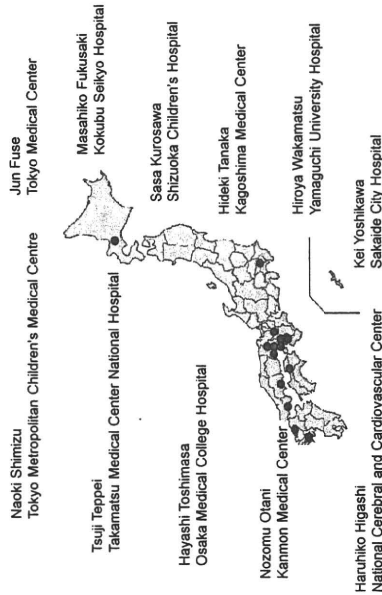 Naoki Shimizu
Tokyo Metropolitan Children's Medical Centre
Jun Fuse
Tokyo Medical Center
Tsuji Teppei
Takamatsu Medical Center National Hospital
Masahiko Fukusaki
Kokubu Seikyo Hospital
Hayashi Toshimasa
Osaka Medical College Hospital
Sasa Kurosawa
Shizuoka Children's Hospital
Nozomu Otani
Kanmon Medical Center
Hideki Tanaka
Kagoshima Medical Center
Hiroya Wakamatsu
Yamaguchi University Hospital
Haruhiko Higashi
National Cerebral and Cardiovascular Center
Kei Yoshikawa
Sakaide City Hospital